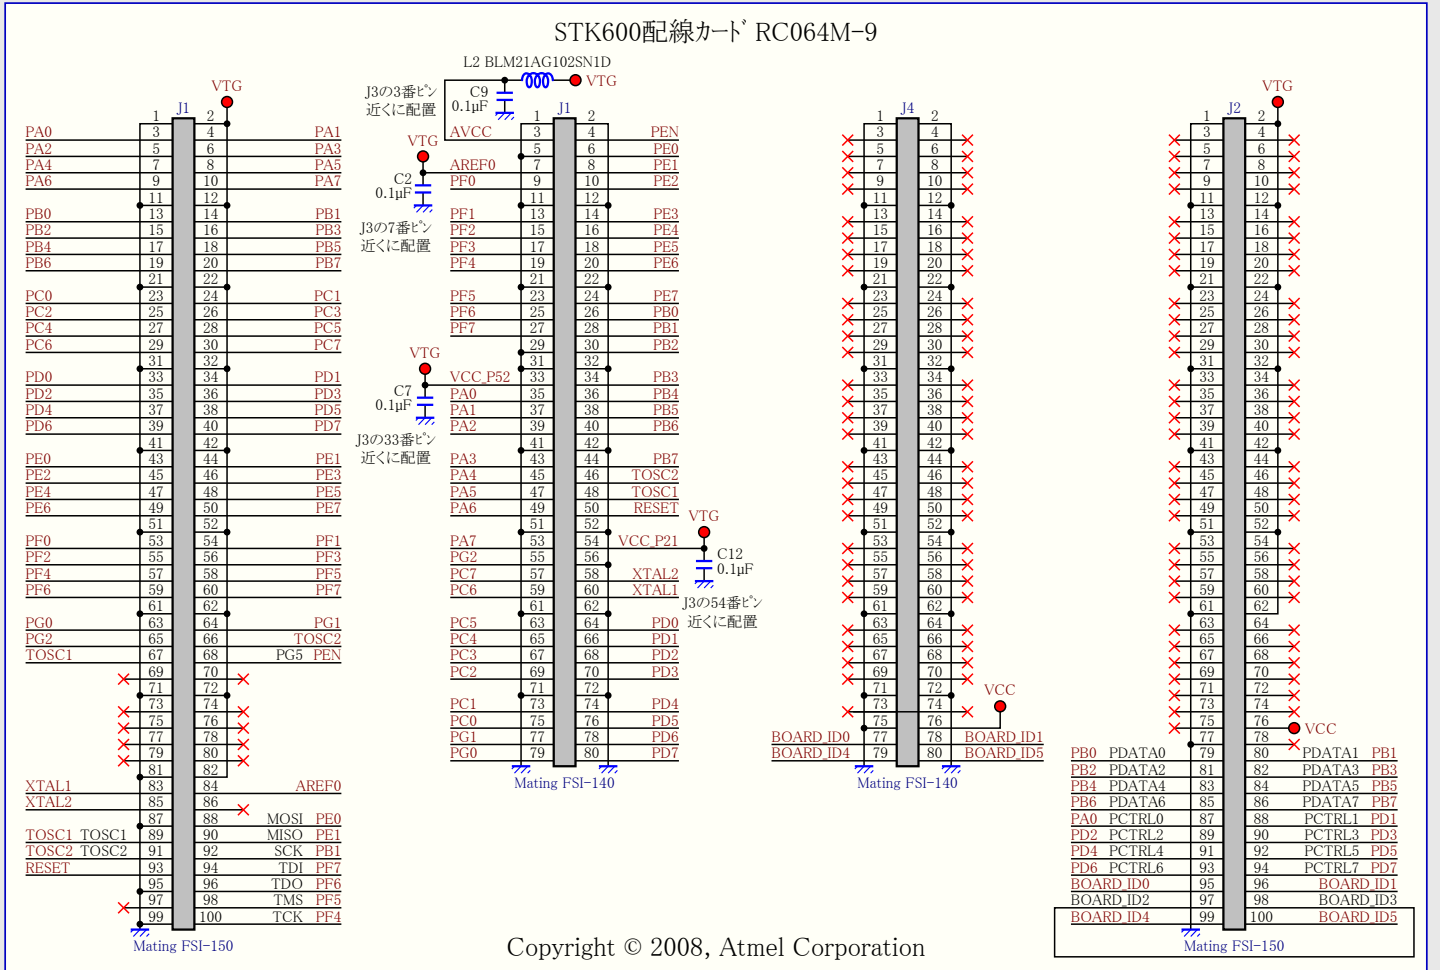 STK600配線カード RC064M-9
L2 BLM21AG102SN1D
VTG
J3の3番ピン
近くに配置
C9
0.1µF
VTG
J1
1 2
PA0 3 4 PA1
PA2 5 6 PA3
PA4 7 8 PA5
PA6 9 10 PA7
11 12
PB0 13 14 PB1
PB2 15 16 PB3
PB4 17 18 PB5
PB6 19 20 PB7
21 22
PC0 23 24 PC1
PC2 25 26 PC3
PC4 27 28 PC5
PC6 29 30 PC7
31 32
PD0 33 34 PD1
PD2 35 36 PD3
PD4 37 38 PD5
PD6 39 40 PD7
41 42
PE0 43 44 PE1
PE2 45 46 PE3
PE4 47 48 PE5
PE6 49 50 PE7
51 52
PF0 53 54 PF1
PF2 55 56 PF3
PF4 57 58 PF5
PF6 59 60 PF7
61 62
PG0 63 64 PG1
PG2 65 66 TOSC2
TOSC1 67 68 PG5 PEN
69 70
71 72
73 74
75 76
77 78
79 80
81 82
XTAL1 83 84 AREF0
XTAL2 85 86
87 88 MOSI PE0
TOSC1 TOSC1 89 90 MISO PE1
TOSC2 TOSC2 91 92 SCK PB1
RESET 93 94 TDI PF7
95 96 TDO PF6
97 98 TMS PF5
99 100 TCK PF4
Mating FSI-150
VTG
C2
0.1µF
J3の7番ピン
近くに配置
VTG
C7
0.1µF
J3の33番ピン
近くに配置
J1
1 2
AVCC 3 4 PEN
5 6 PE0
AREF0 7 8 PE1
PF0 9 10 PE2
11 12
PF1 13 14 PE3
PF2 15 16 PE4
PF3 17 18 PE5
PF4 19 20 PE6
21 22
PF5 23 24 PE7
PF6 25 26 PB0
PF7 27 28 PB1
29 30 PB2
31 32
VCC_P52 33 34 PB3
PA0 35 36 PB4
PA1 37 38 PB5
PA2 39 40 PB6
41 42
PA3 43 44 PB7
PA4 45 46 TOSC2
PA5 47 48 TOSC1
PA6 49 50 RESET
51 52
PA7 53 54 VCC_P21
PG2 55 56
PC7 57 58 XTAL2
PC6 59 60 XTAL1
61 62
PC5 63 64 PD0
PC4 65 66 PD1
PC3 67 68 PD2
PC2 69 70 PD3
71 72
PC1 73 74 PD4
PC0 75 76 PD5
PG1 77 78 PD6
PG0 79 80 PD7
Mating FSI-140
VTG
C12
0.1µF
J3の54番ピン
近くに配置
J4
1 2
3 4
5 6
7 8
9 10
11 12
13 14
15 16
17 18
19 20
21 22
23 24
25 26
27 28
29 30
31 32
33 34
35 36
37 38
39 40
41 42
43 44
45 46
47 48
49 50
51 52
53 54
55 56
57 58
59 60
61 62
63 64
65 66
67 68
69 70
71 72
73 74
75 76
VCC
BOARD_ID0 77 78 BOARD_ID1
BOARD_ID4 79 80 BOARD_ID5
Mating FSI-140
VTG
J2
1 2
3 4
5 6
7 8
9 10
11 12
13 14
15 16
17 18
19 20
21 22
23 24
25 26
27 28
29 30
31 32
33 34
35 36
37 38
39 40
41 42
43 44
45 46
47 48
49 50
51 52
53 54
55 56
57 58
59 60
61 62
63 64
65 66
67 68
69 70
71 72
73 74
75 76 VCC
77 78
PB0 PDATA0 79 80 PDATA1 PB1
PB2 PDATA2 81 82 PDATA3 PB3
PB4 PDATA4 83 84 PDATA5 PB5
PB6 PDATA6 85 86 PDATA7 PB7
PA0 PCTRL0 87 88 PCTRL1 PD1
PD2 PCTRL2 89 90 PCTRL3 PD3
PD4 PCTRL4 91 92 PCTRL5 PD5
PD6 PCTRL6 93 94 PCTRL7 PD7
BOARD_ID0 95 96 BOARD_ID1
BOARD_ID2 97 98 BOARD_ID3
BOARD_ID4 99 100 BOARD_ID5
Mating FSI-150
Copyright © 2008, Atmel Corporation